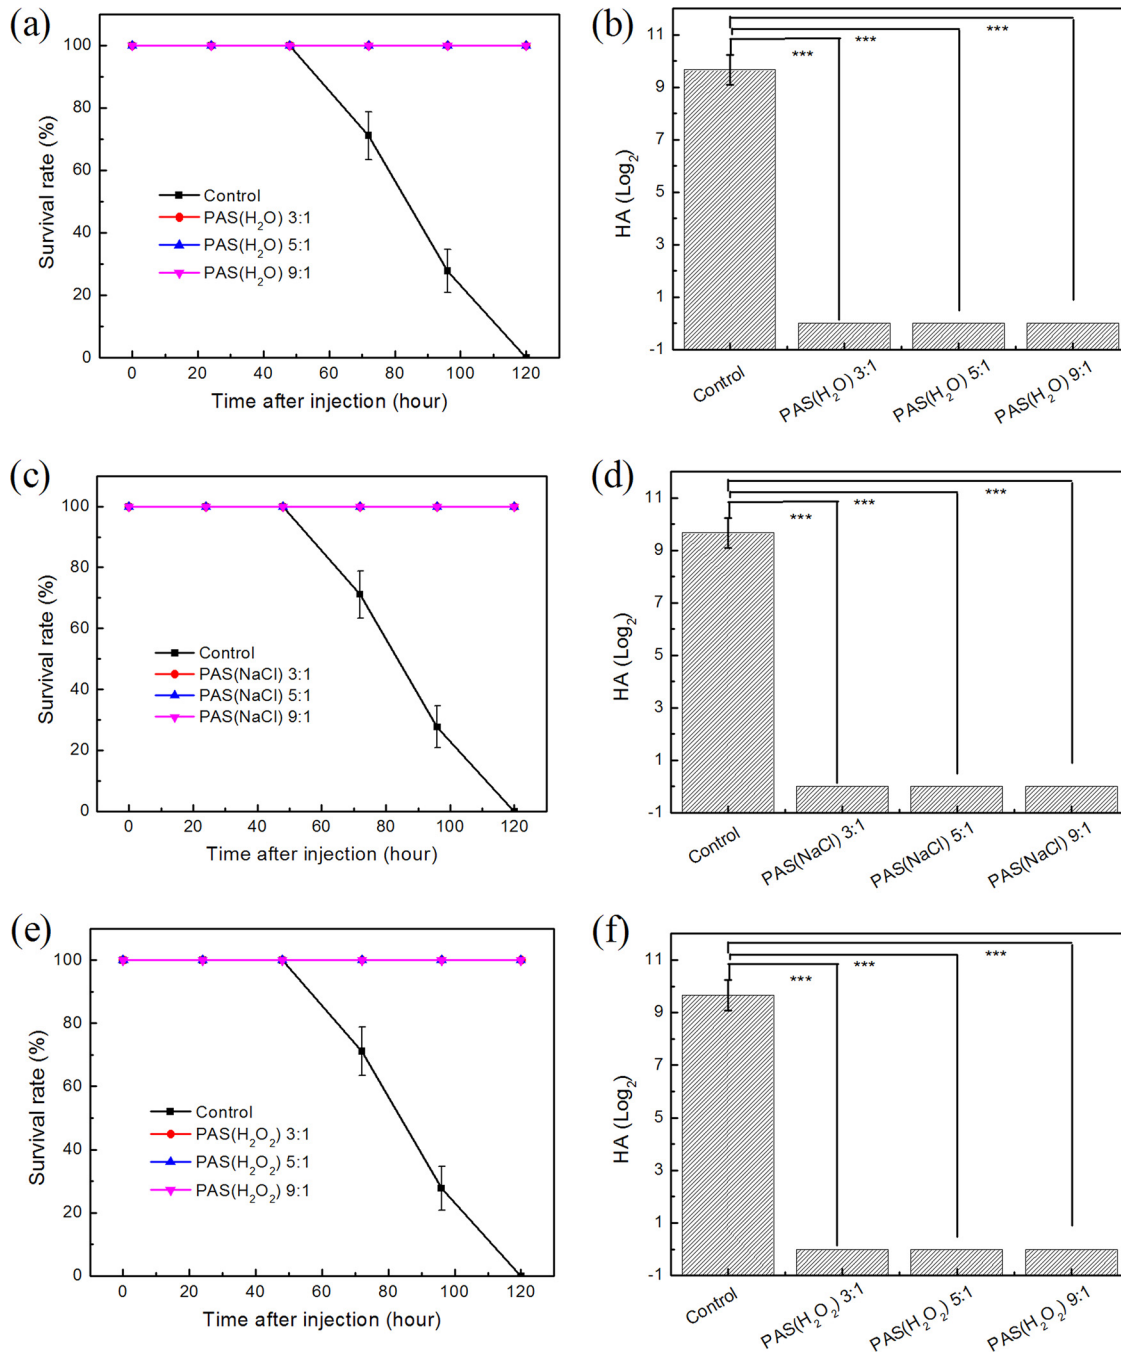 (a)
100
80
60
40
20
0
Survival rate (%)
Control
PAS(H₂O) 3:1
PAS(H₂O) 5:1
PAS(H₂O) 9:1
0 20 40 60 80 100 120
Time after injection (hour)
(b)
11
9
7
5
3
1
-1
HA (Log₂)
***
***
***
Control
PAS(H₂O) 3:1
PAS(H₂O) 5:1
PAS(H₂O) 9:1
(c)
100
80
60
40
20
0
Survival rate (%)
Control
PAS(NaCl) 3:1
PAS(NaCl) 5:1
PAS(NaCl) 9:1
0 20 40 60 80 100 120
Time after injection (hour)
(d)
11
9
7
5
3
1
-1
HA (Log₂)
***
***
***
Control
PAS(NaCl) 3:1
PAS(NaCl) 5:1
PAS(NaCl) 9:1
(e)
100
80
60
40
20
0
Survival rate (%)
Control
PAS(H₂O₂) 3:1
PAS(H₂O₂) 5:1
PAS(H₂O₂) 9:1
0 20 40 60 80 100 120
Time after injection (hour)
(f)
11
9
7
5
3
1
-1
HA (Log₂)
***
***
***
Control
PAS(H₂O₂) 3:1
PAS(H₂O₂) 5:1
PAS(H₂O₂) 9:1